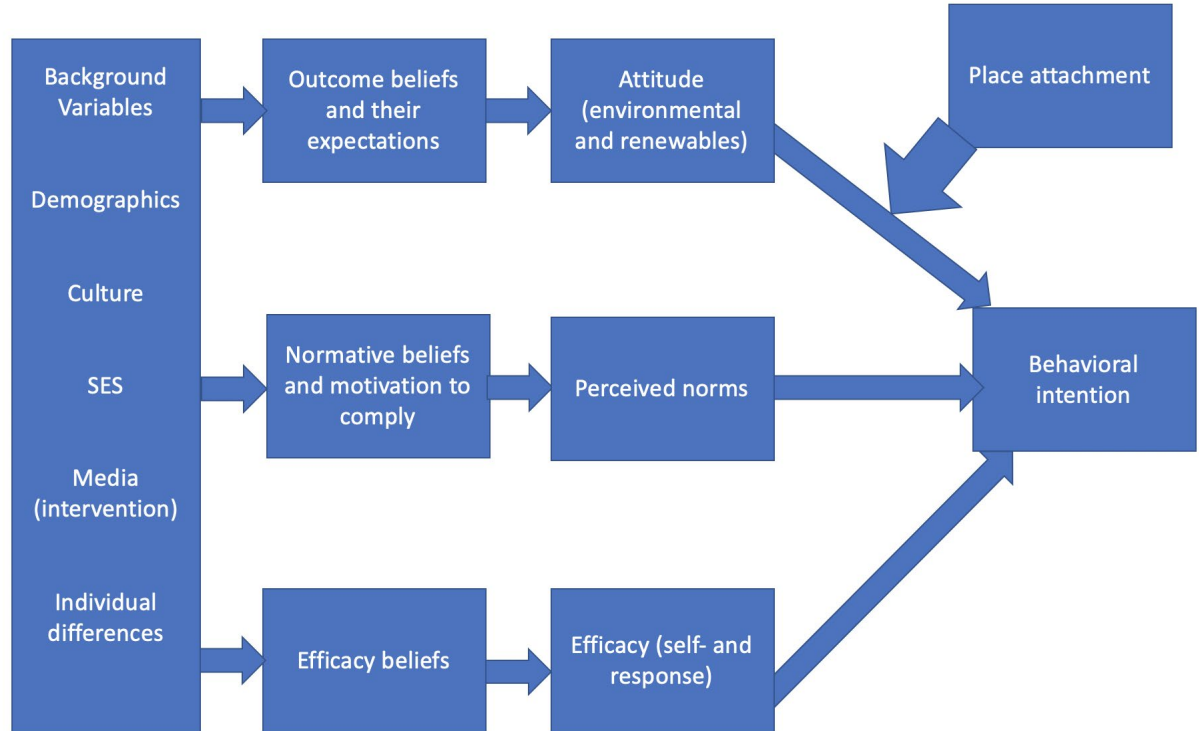 Background
Variables
Demographics
Culture
SES
Media
(intervention)
Individual
differences
Outcome beliefs
and their
expectations
Attitude
(environmental
and renewables)
Place attachment
Normative beliefs
and motivation to
comply
Perceived norms
Behavioral
intention
Efficacy beliefs
Efficacy (self- and
response)